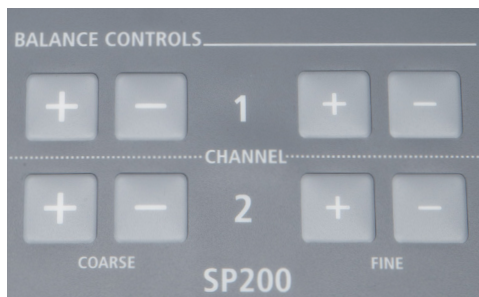 BALANCE CONTROLS
+ − 1 + −
CHANNEL
+ − 2 + −
COARSE FINE
SP200